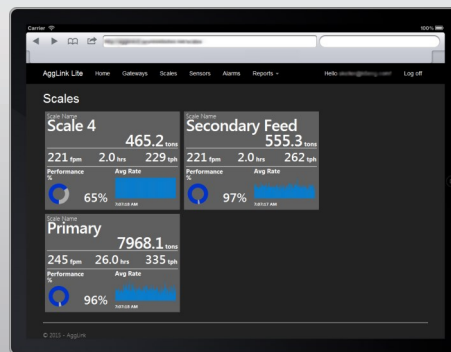 Carrier
100%
AggLink Lite Home Gateways Scales Sensors Alarms Reports Hello Log off
Scales
Scale Name
Scale 4
465.2 tons
221 fpm 2.0 hrs 229 tph
Performance % Avg Rate
65%
Scale Name
Secondary Feed
555.3 tons
221 fpm 2.0 hrs 262 tph
Performance % Avg Rate
97%
Scale Name
Primary
7968.1 tons
245 fpm 26.0 hrs 335 tph
Performance % Avg Rate
96%
© 2015 - AggLink